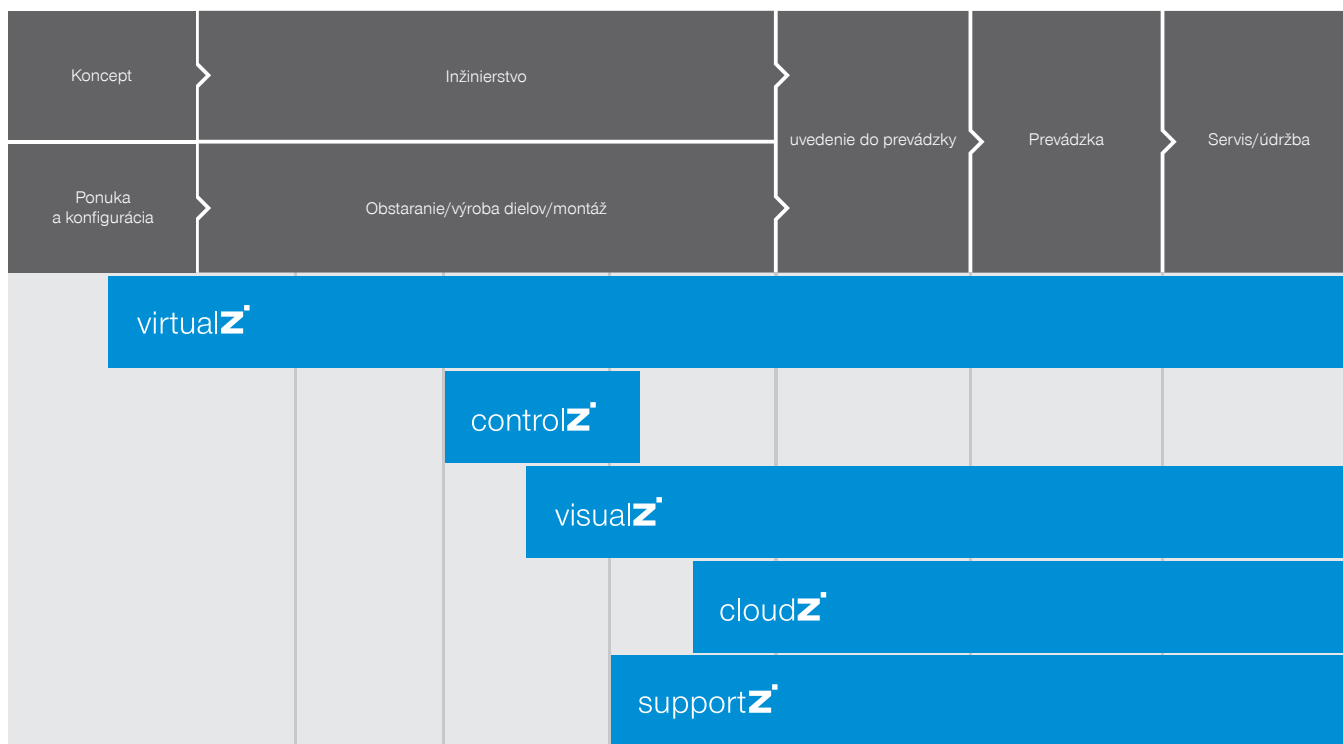 Koncept
Inžinierstvo
uvedenie do prevádzky
Prevádzka
Servis/údržba
Ponuka
a konfigurácia
Obstaranie/výroba dielov/montáž
virtualZ
controlZ
visualZ
cloudZ
supportZ